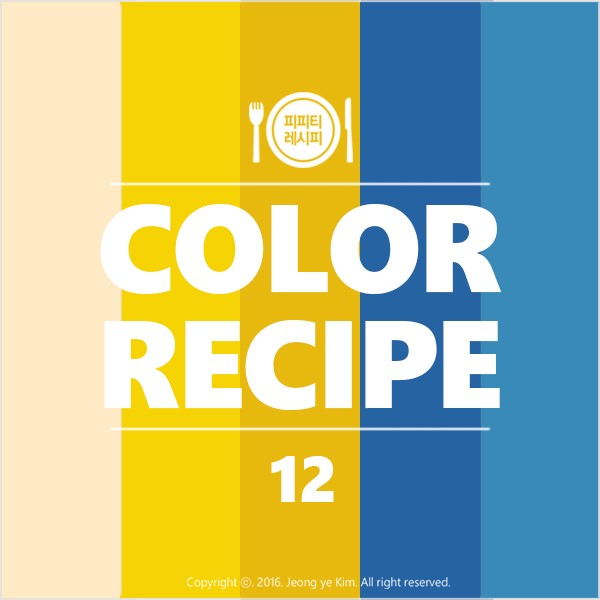 피피티
레시피
COLOR
RECIPE
12
Copyright ⓒ. 2016. Jeong ye Kim. All right reserved.